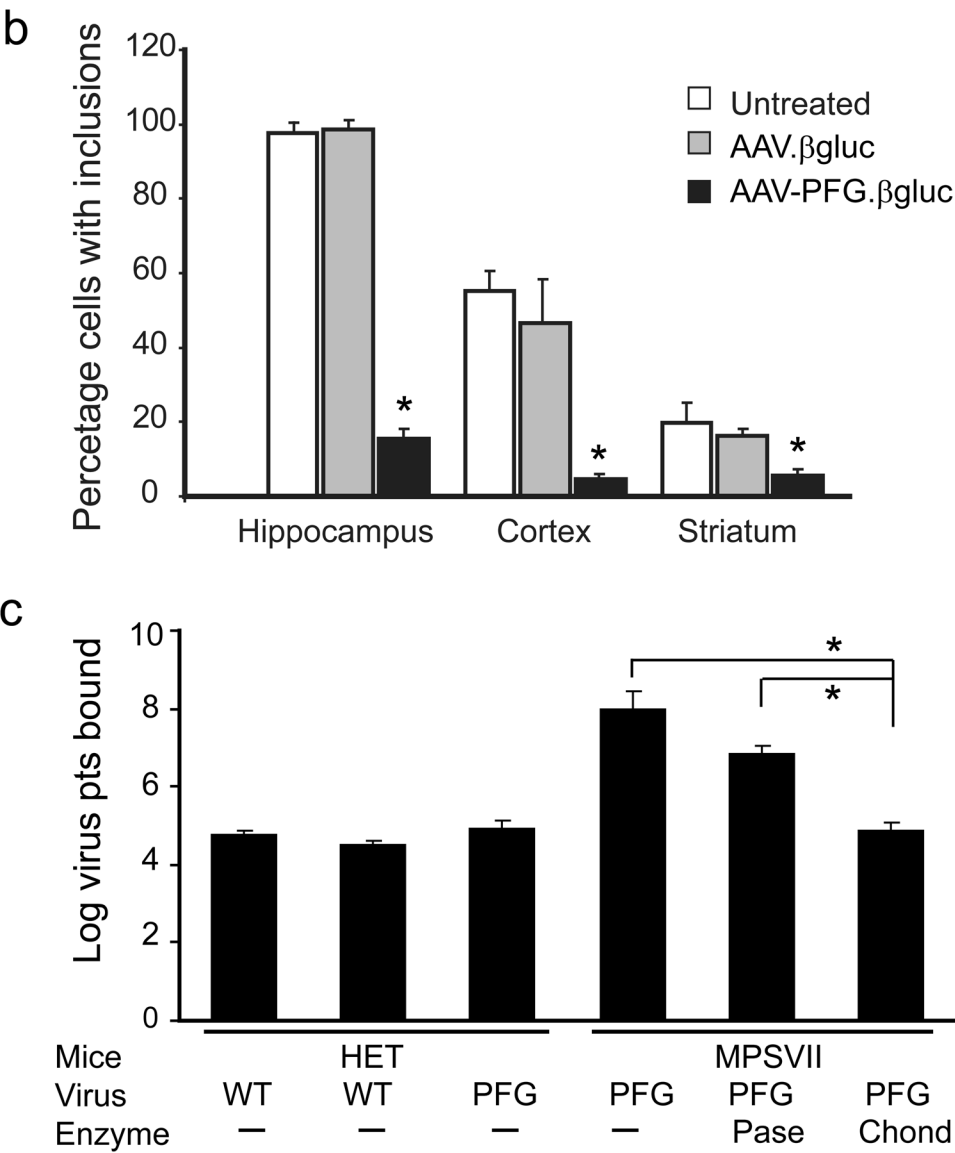 b
Percetage cells with inclusions
120
100
80
60
40
20
0
Untreated
AAV.βgluc
AAV-PFG.βgluc
*
*
*
Hippocampus Cortex Striatum
c
Log virus pts bound
10
8
6
4
2
0
*
*
Mice HET MPSVII
Virus WT WT PFG PFG PFG PFG
Enzyme — — — — Pase Chond